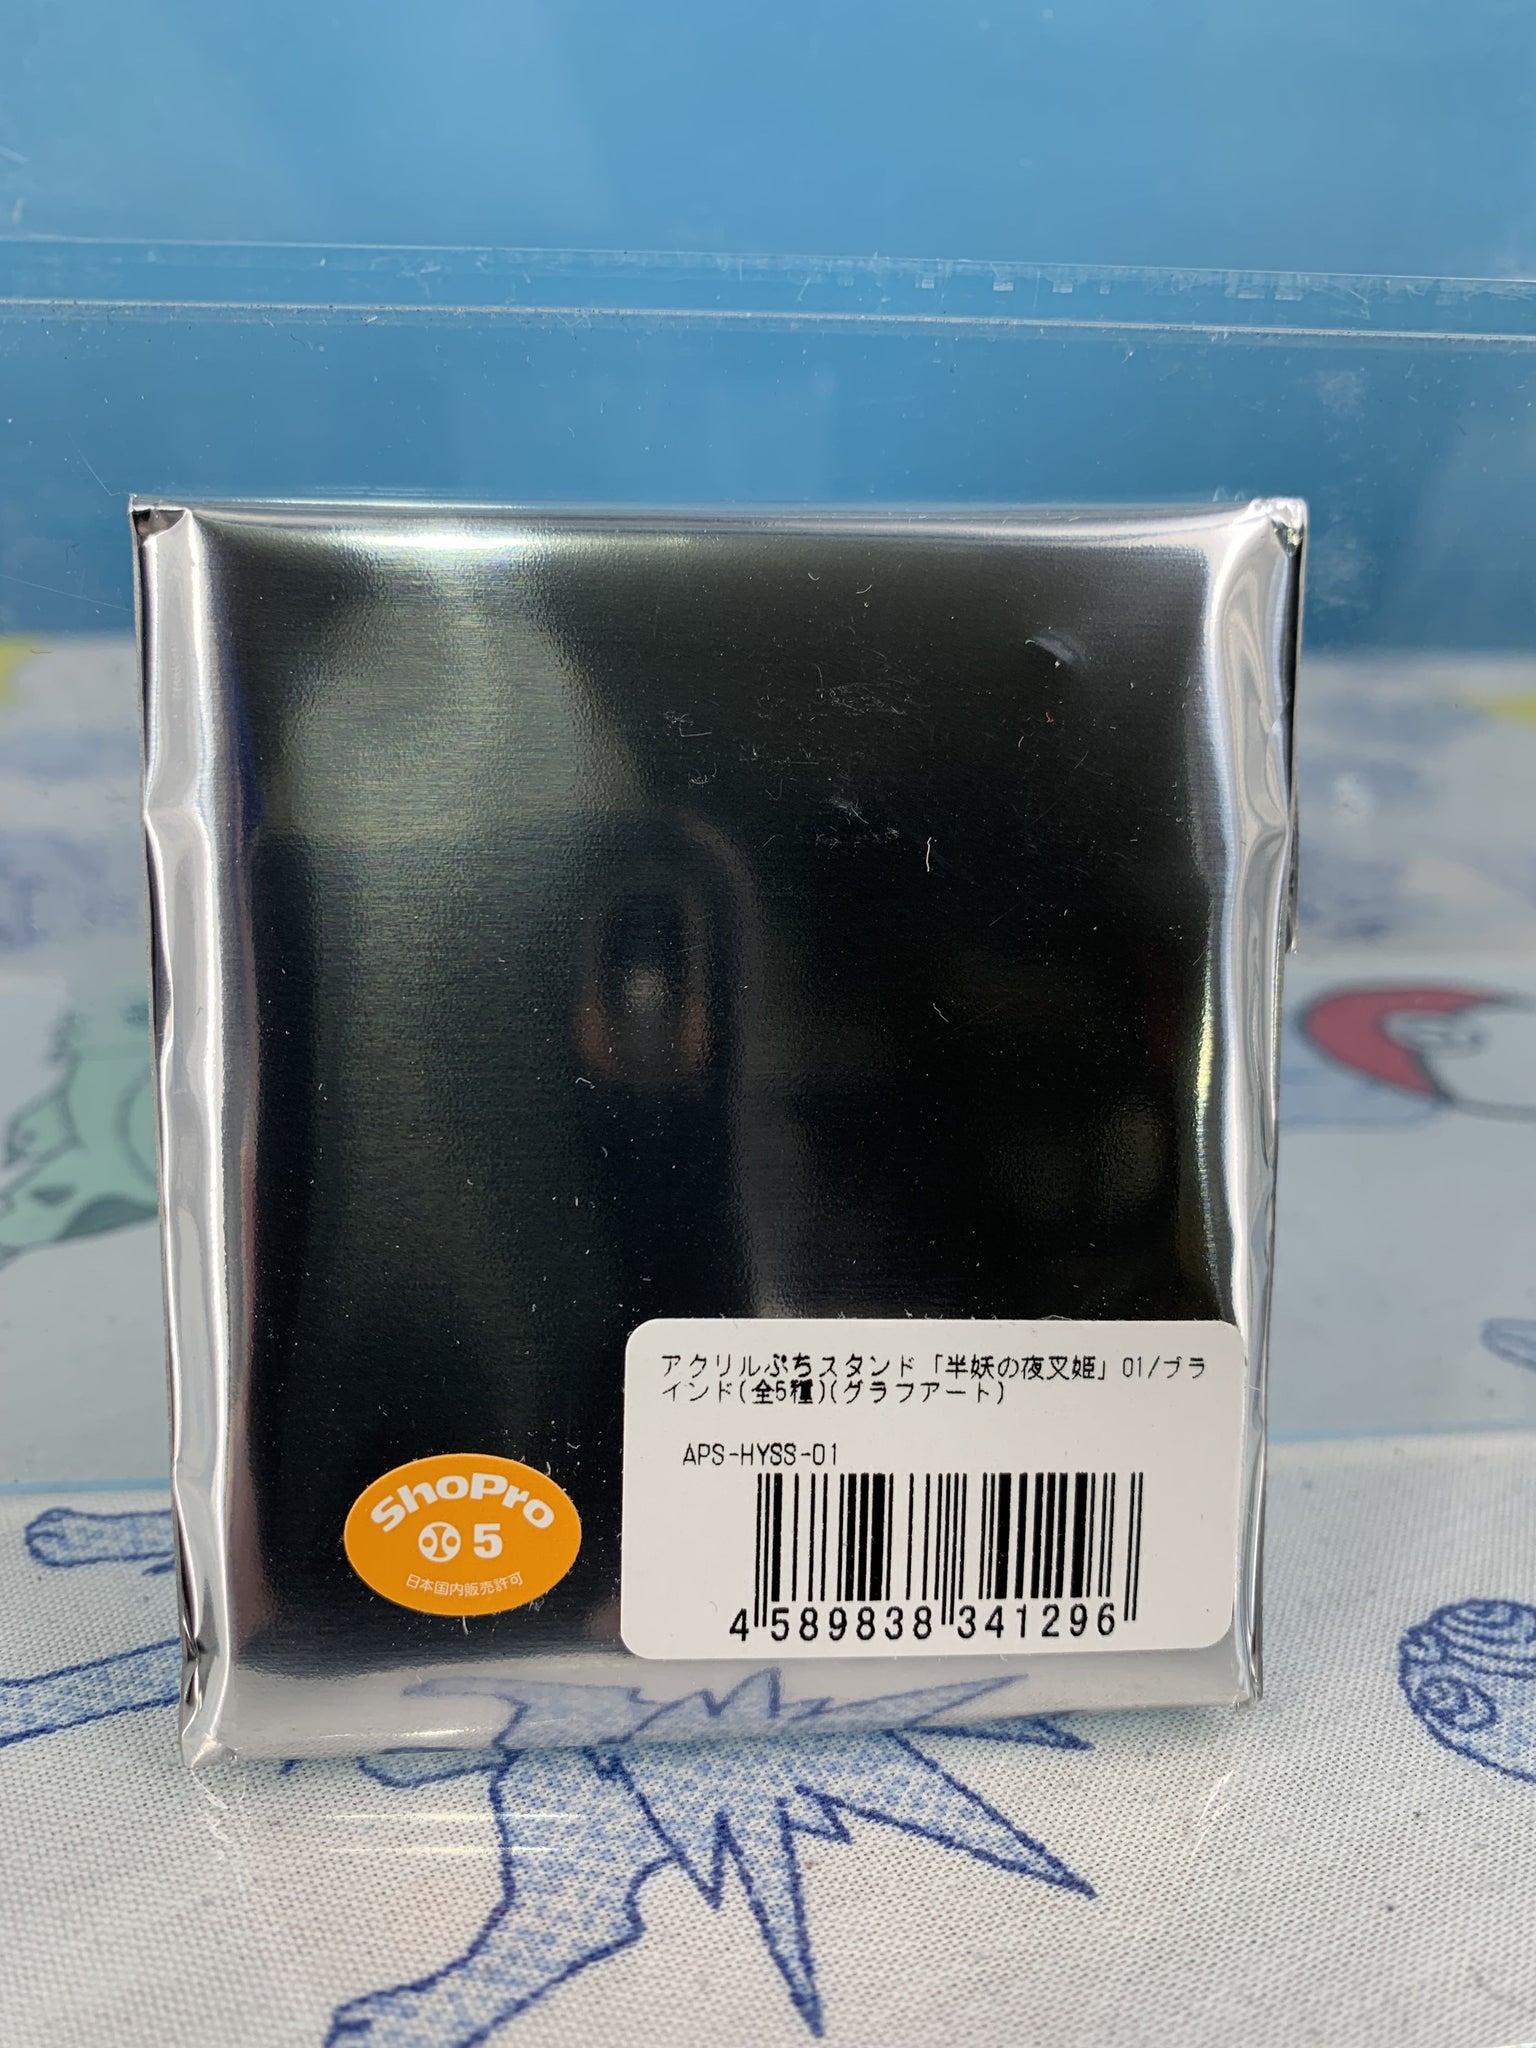 アクリルぷちスタンド「半妖の夜叉姫」01/ブラ
インド(全5種)(グラフアート)
APS-HYSS-01
4 589838 341296
ShoPro
5
日本国内販売許可